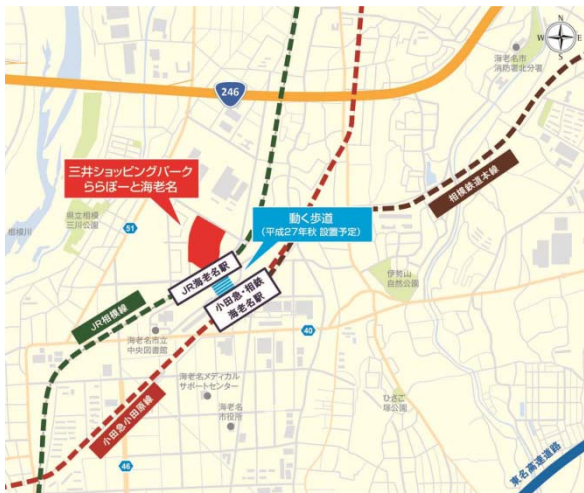 N
W
E
S
海老名市
消防署北分署
246
三井ショッピングパーク
ららぽーと海老名
動く歩道
(平成27年秋 設置予定)
相模鉄道本線
県立相模
三川公園
相模川
51
JR海老名駅
小田急・相鉄
海老名駅
伊勢山
自然公園
JR相模線
海老名市立
中央図書館
40
海老名メディカル
サポートセンター
海老名
市役所
ひさご
塚公園
小田急小田原線
46
東名高速道路